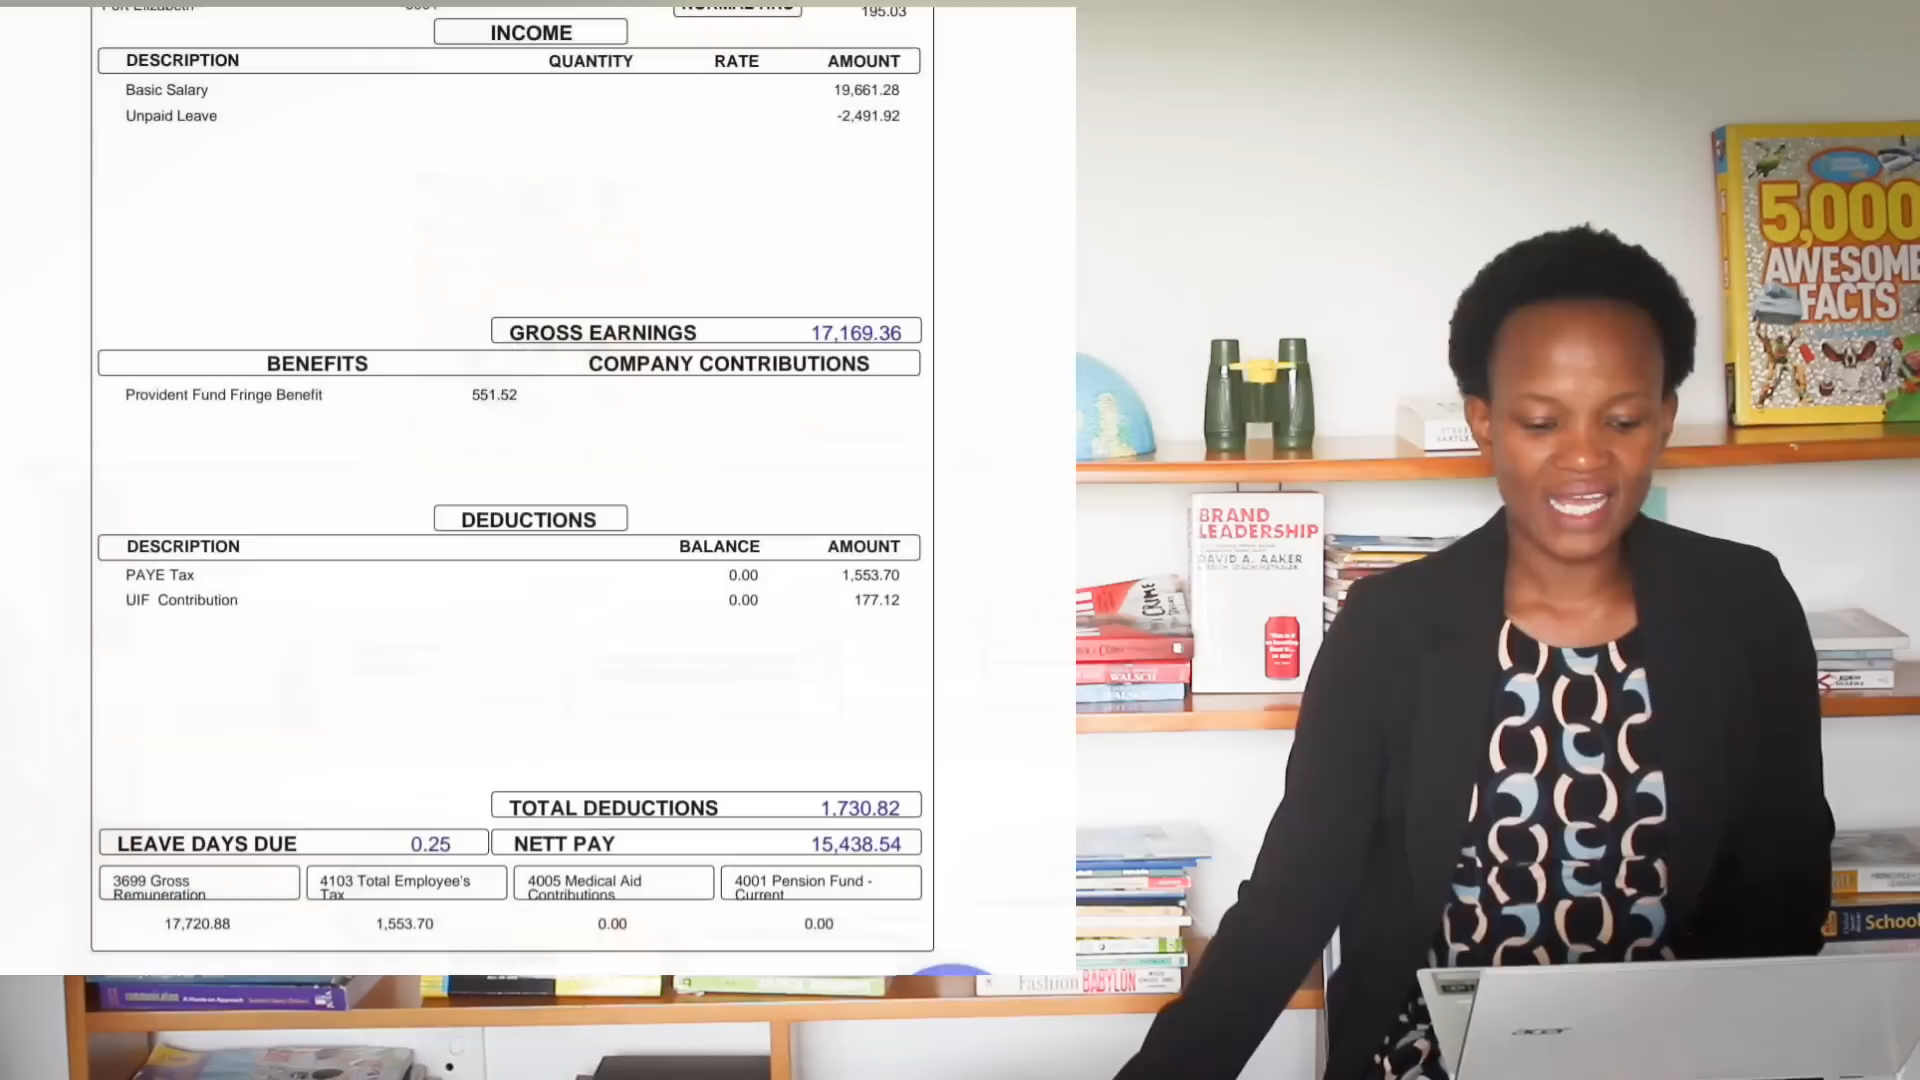 195.03
INCOME
DESCRIPTION QUANTITY RATE AMOUNT
Basic Salary 19,661.28
Unpaid Leave -2,491.92
GROSS EARNINGS 17,169.36
BENEFITS COMPANY CONTRIBUTIONS
Provident Fund Fringe Benefit 551.52
DEDUCTIONS
DESCRIPTION BALANCE AMOUNT
PAYE Tax 0.00 1,553.70
UIF Contribution 0.00 177.12
TOTAL DEDUCTIONS 1,730.82
LEAVE DAYS DUE 0.25 NETT PAY 15,438.54
3699 Gross Remuneration
4103 Total Employee's Tax
4005 Medical Aid Contributions
4001 Pension Fund - Current
17,720.88 1,553.70 0.00 0.00
5,000
AWESOME
FACTS
BRAND
LEADERSHIP
DAVID A. AAKER
CRIME
WALSCH
School
Fashion BABYLON
acer